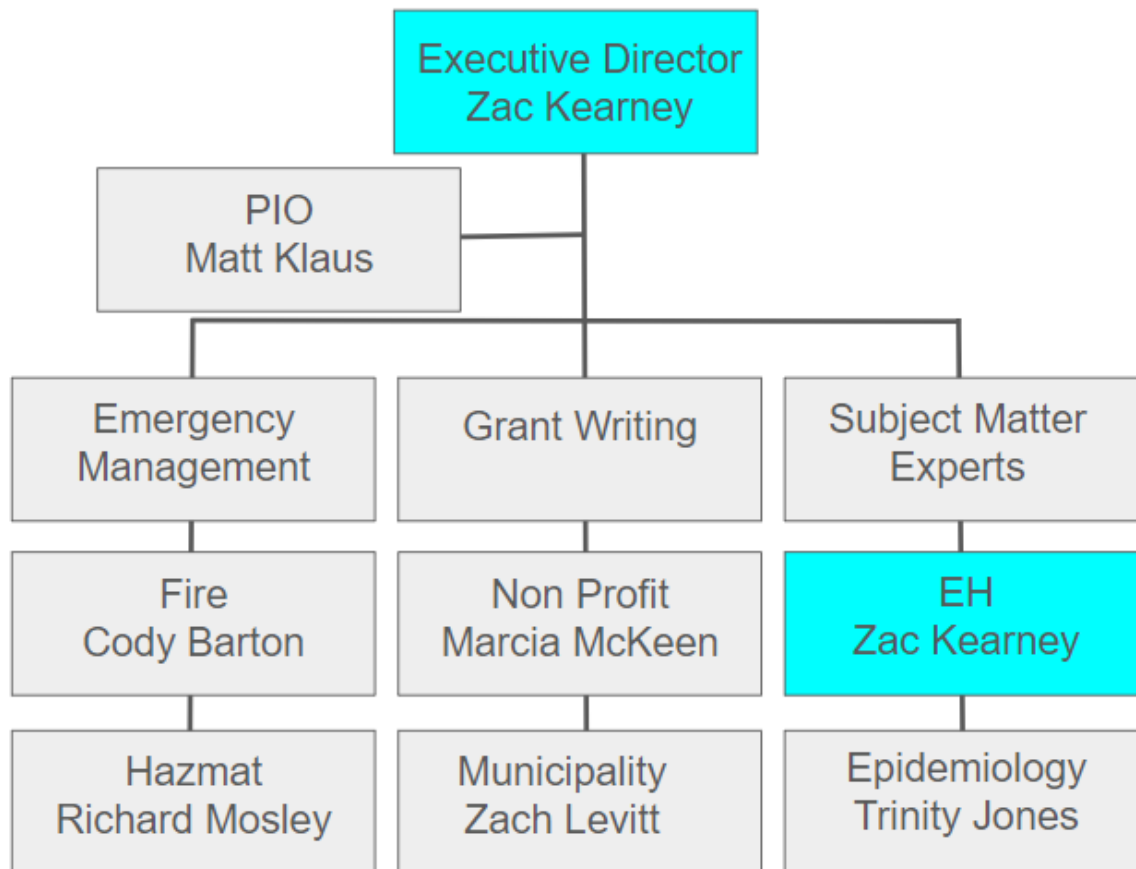 Executive Director
Zac Kearney
PIO
Matt Klaus
Emergency
Management
Grant Writing
Subject Matter
Experts
Fire
Cody Barton
Non Profit
Marcia McKeen
EH
Zac Kearney
Hazmat
Richard Mosley
Municipality
Zach Levitt
Epidemiology
Trinity Jones